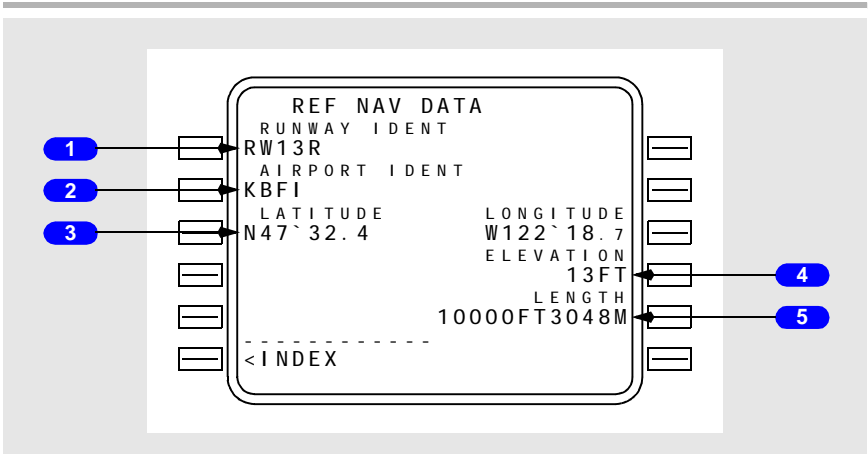 REF NAV DATA
RUNWAY IDENT
1 RW13R
AIRPORT IDENT
2 KBFI
LATITUDE LONGITUDE
3 N47`32.4 W122`18.7
ELEVATION
13FT 4
LENGTH
10000FT3048M 5
------------
<INDEX